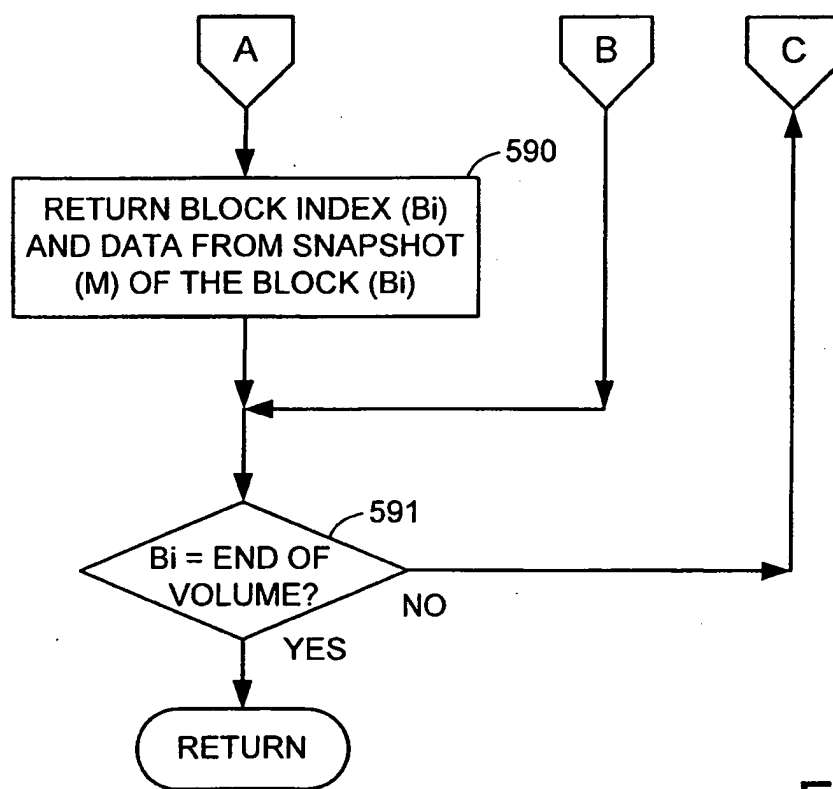 A
B
C
590
RETURN BLOCK INDEX (Bi)
AND DATA FROM SNAPSHOT
(M) OF THE BLOCK (Bi)
591
Bi = END OF
VOLUME?
NO
YES
RETURN